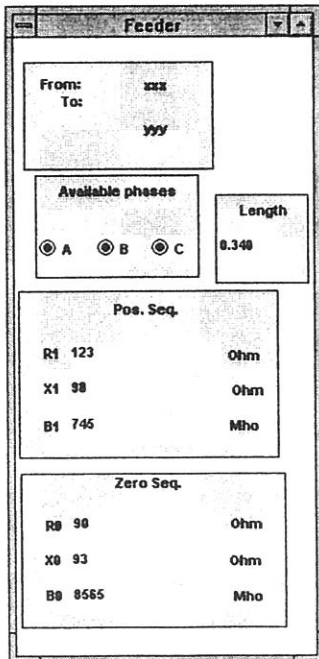 Feeder
From: xxx
To:
yyy
Available phases
A B C
Length
0.340
Pos. Seq.
R1 123 Ohm
X1 98 Ohm
B1 745 Mho
Zero Seq.
R0 90 Ohm
X0 93 Ohm
B0 8565 Mho